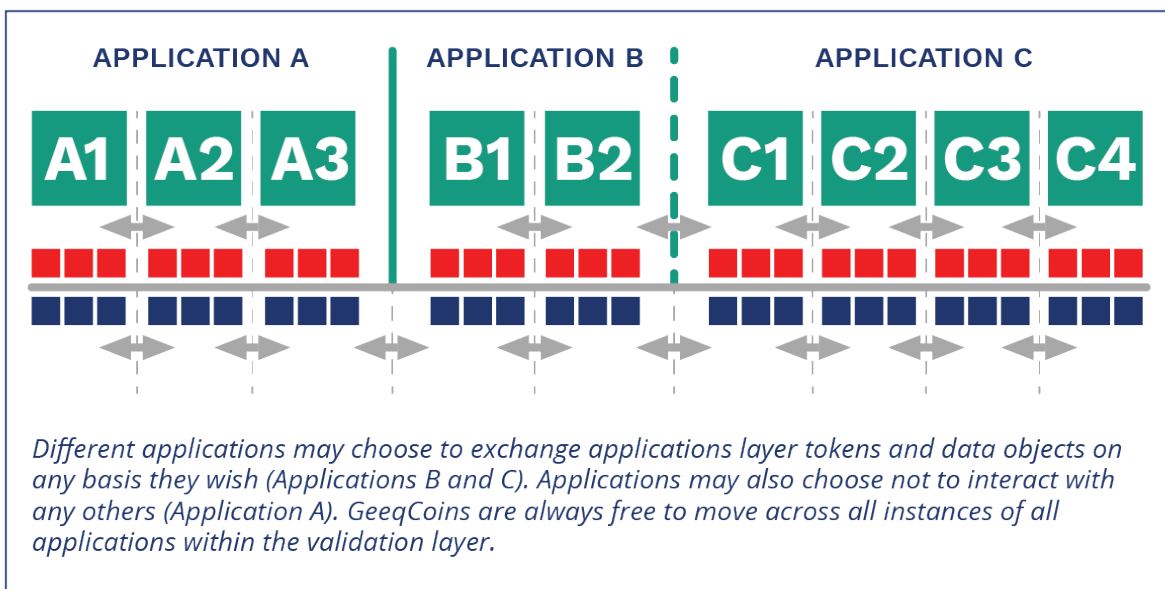 APPLICATION A
APPLICATION B
APPLICATION C
A1
A2
A3
B1
B2
C1
C2
C3
C4
Different applications may choose to exchange applications layer tokens and data objects on
any basis they wish (Applications B and C). Applications may also choose not to interact with
any others (Application A). GeeqCoins are always free to move across all instances of all
applications within the validation layer.